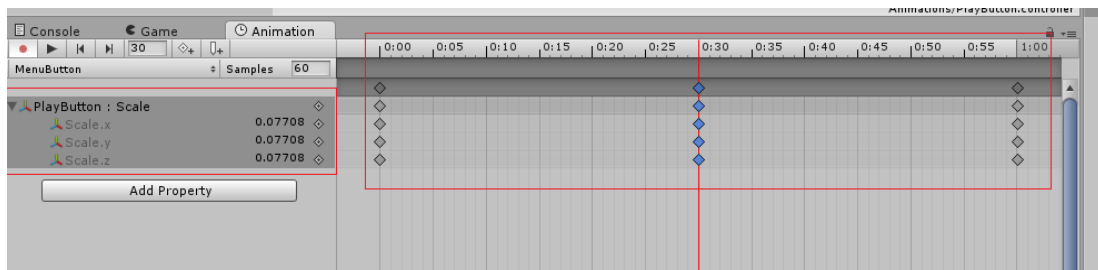 Animations/PlayButton.controller
Console Game Animation
30 0:00 0:05 0:10 0:15 0:20 0:25 0:30 0:35 0:40 0:45 0:50 0:55 1:00
MenuButton Samples 60
PlayButton : Scale
Scale.x 0.07708
Scale.y 0.07708
Scale.z 0.07708
Add Property